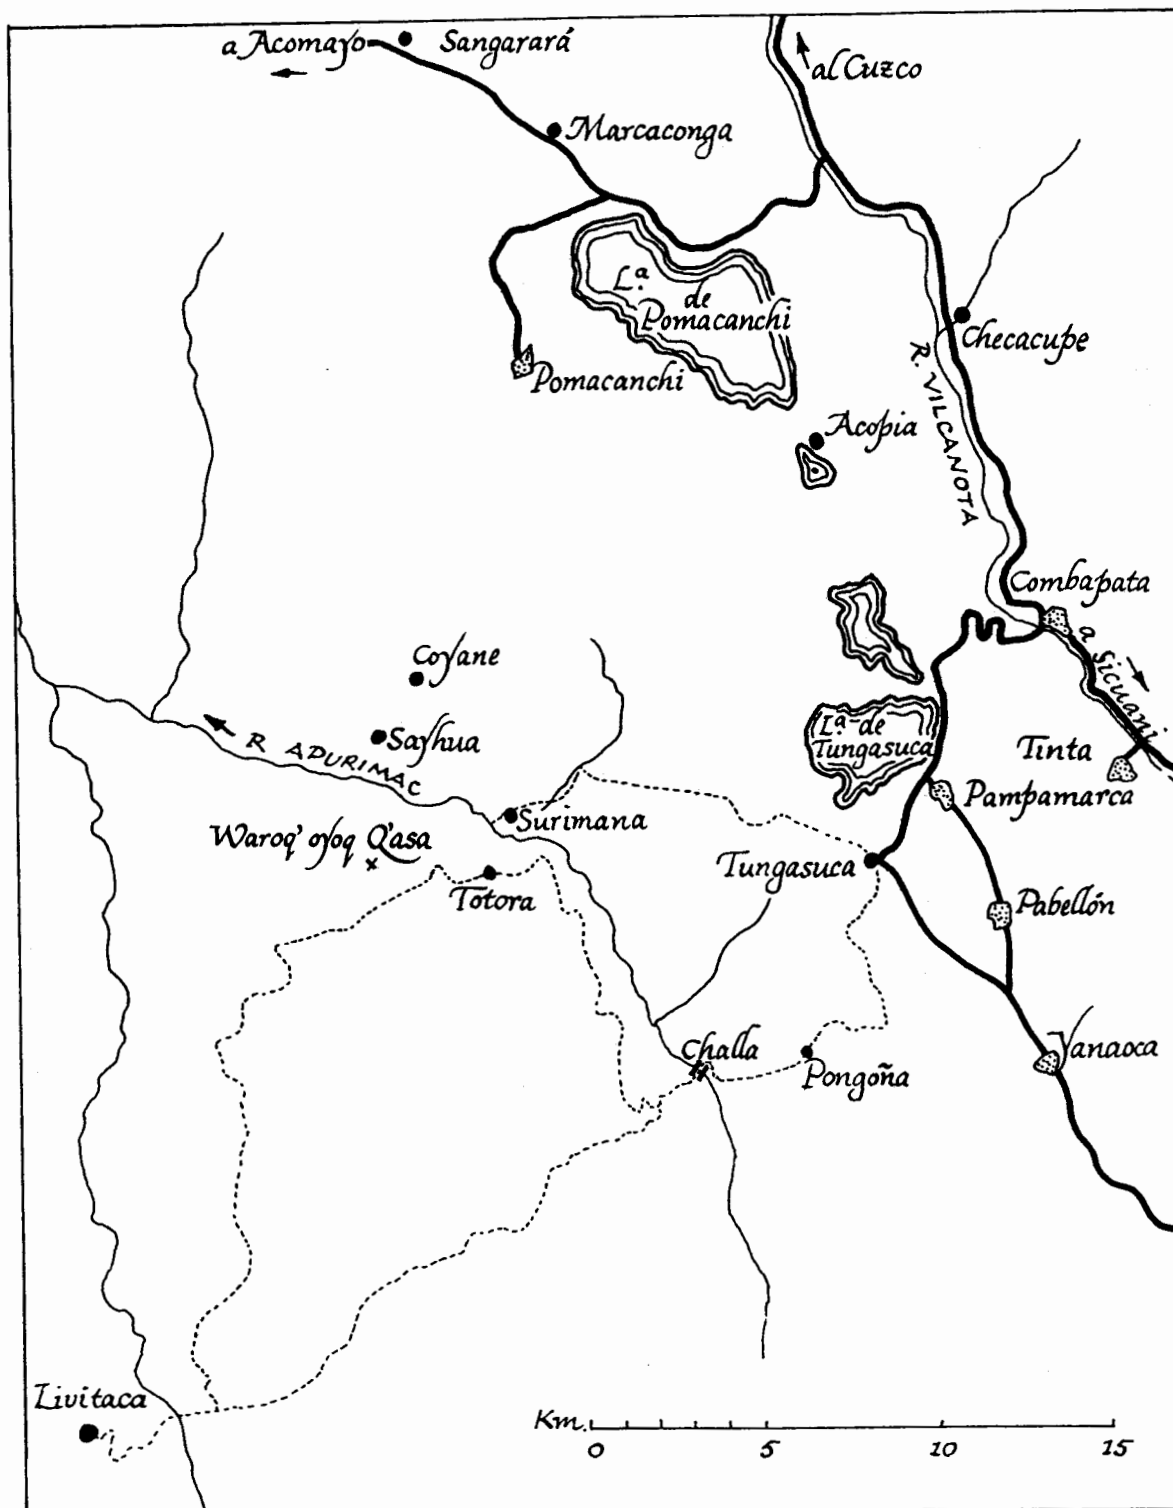 a Acomayo
Sangarará
al Cuzco
Marcaconga
La. de
Pomacanchi
Checacupe
Pomacanchi
R. VILCANOTA
Acopia
Combapata
a Sicuani
Coyane
Sayhua
R APURIMAC
La. de
Tungasuca
Tinta
Pampamarca
Surimana
Waroq' oyoq Q'asa
Tungasuca
Totora
Pabellón
Challa
Yanaoca
Pongoña
Livitaca
Km.
0 5 10 15